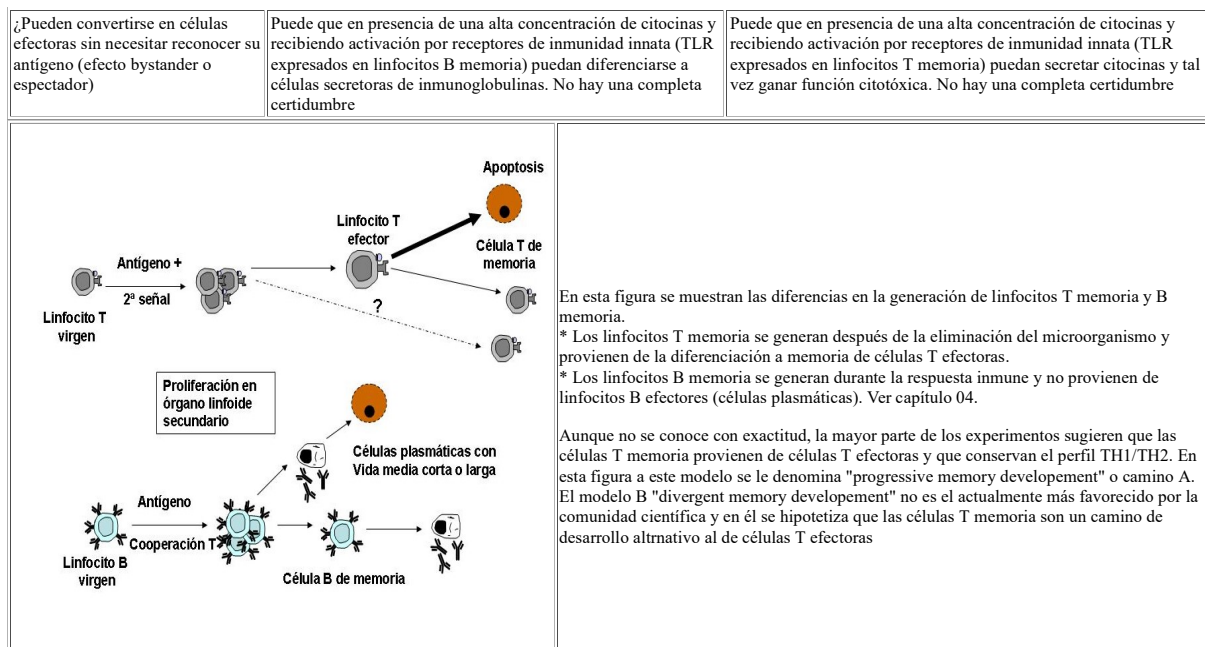 ¿Pueden convertirse en células
efectoras sin necesitar reconocer su
antígeno (efecto bystander o
espectador)
Puede que en presencia de una alta concentración de citocinas y
recibiendo activación por receptores de inmunidad innata (TLR
expresados en linfocitos B memoria) puedan diferenciarse a
células secretoras de inmunoglobulinas. No hay una completa
certidumbre
Puede que en presencia de una alta concentración de citocinas y
recibiendo activación por receptores de inmunidad innata (TLR
expresados en linfocitos T memoria) puedan secretar citocinas y tal
vez ganar función citotóxica. No hay una completa certidumbre
Apoptosis
Linfocito T
efector
Célula T de
memoria
Antígeno +
2ª señal
Linfocito T
virgen
?
Proliferación en
órgano linfoide
secundario
Células plasmáticas con
Vida media corta o larga
Antígeno
Cooperación T
Linfocito B
virgen
Célula B de memoria
En esta figura se muestran las diferencias en la generación de linfocitos T memoria y B
memoria.
* Los linfocitos T memoria se generan después de la eliminación del microorganismo y
provienen de la diferenciación a memoria de células T efectoras.
* Los linfocitos B memoria se generan durante la respuesta inmune y no provienen de
linfocitos B efectores (células plasmáticas). Ver capítulo 04.
Aunque no se conoce con exactitud, la mayor parte de los experimentos sugieren que las
células T memoria provienen de células T efectoras y que conservan el perfil TH1/TH2. En
esta figura a este modelo se le denomina "progressive memory developement" o camino A.
El modelo B "divergent memory developement" no es el actualmente más favorecido por la
comunidad científica y en él se hipotetiza que las células T memoria son un camino de
desarrollo altrmativo al de células T efectoras